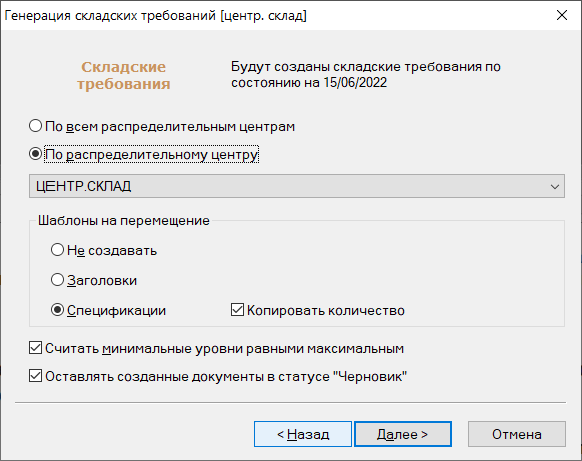 Генерация складских требований [центр. склад]
Складские
требования
Будут созданы складские требования по
состоянию на 15/06/2022
По всем распределительным центрам
По распределительному центру
ЦЕНТР.СКЛАД
Шаблоны на перемещение
Не создавать
Заголовки
Спецификации
Копировать количество
Считать минимальные уровни равными максимальным
Оставлять созданные документы в статусе "Черновик"
< Назад
Далее >
Отмена